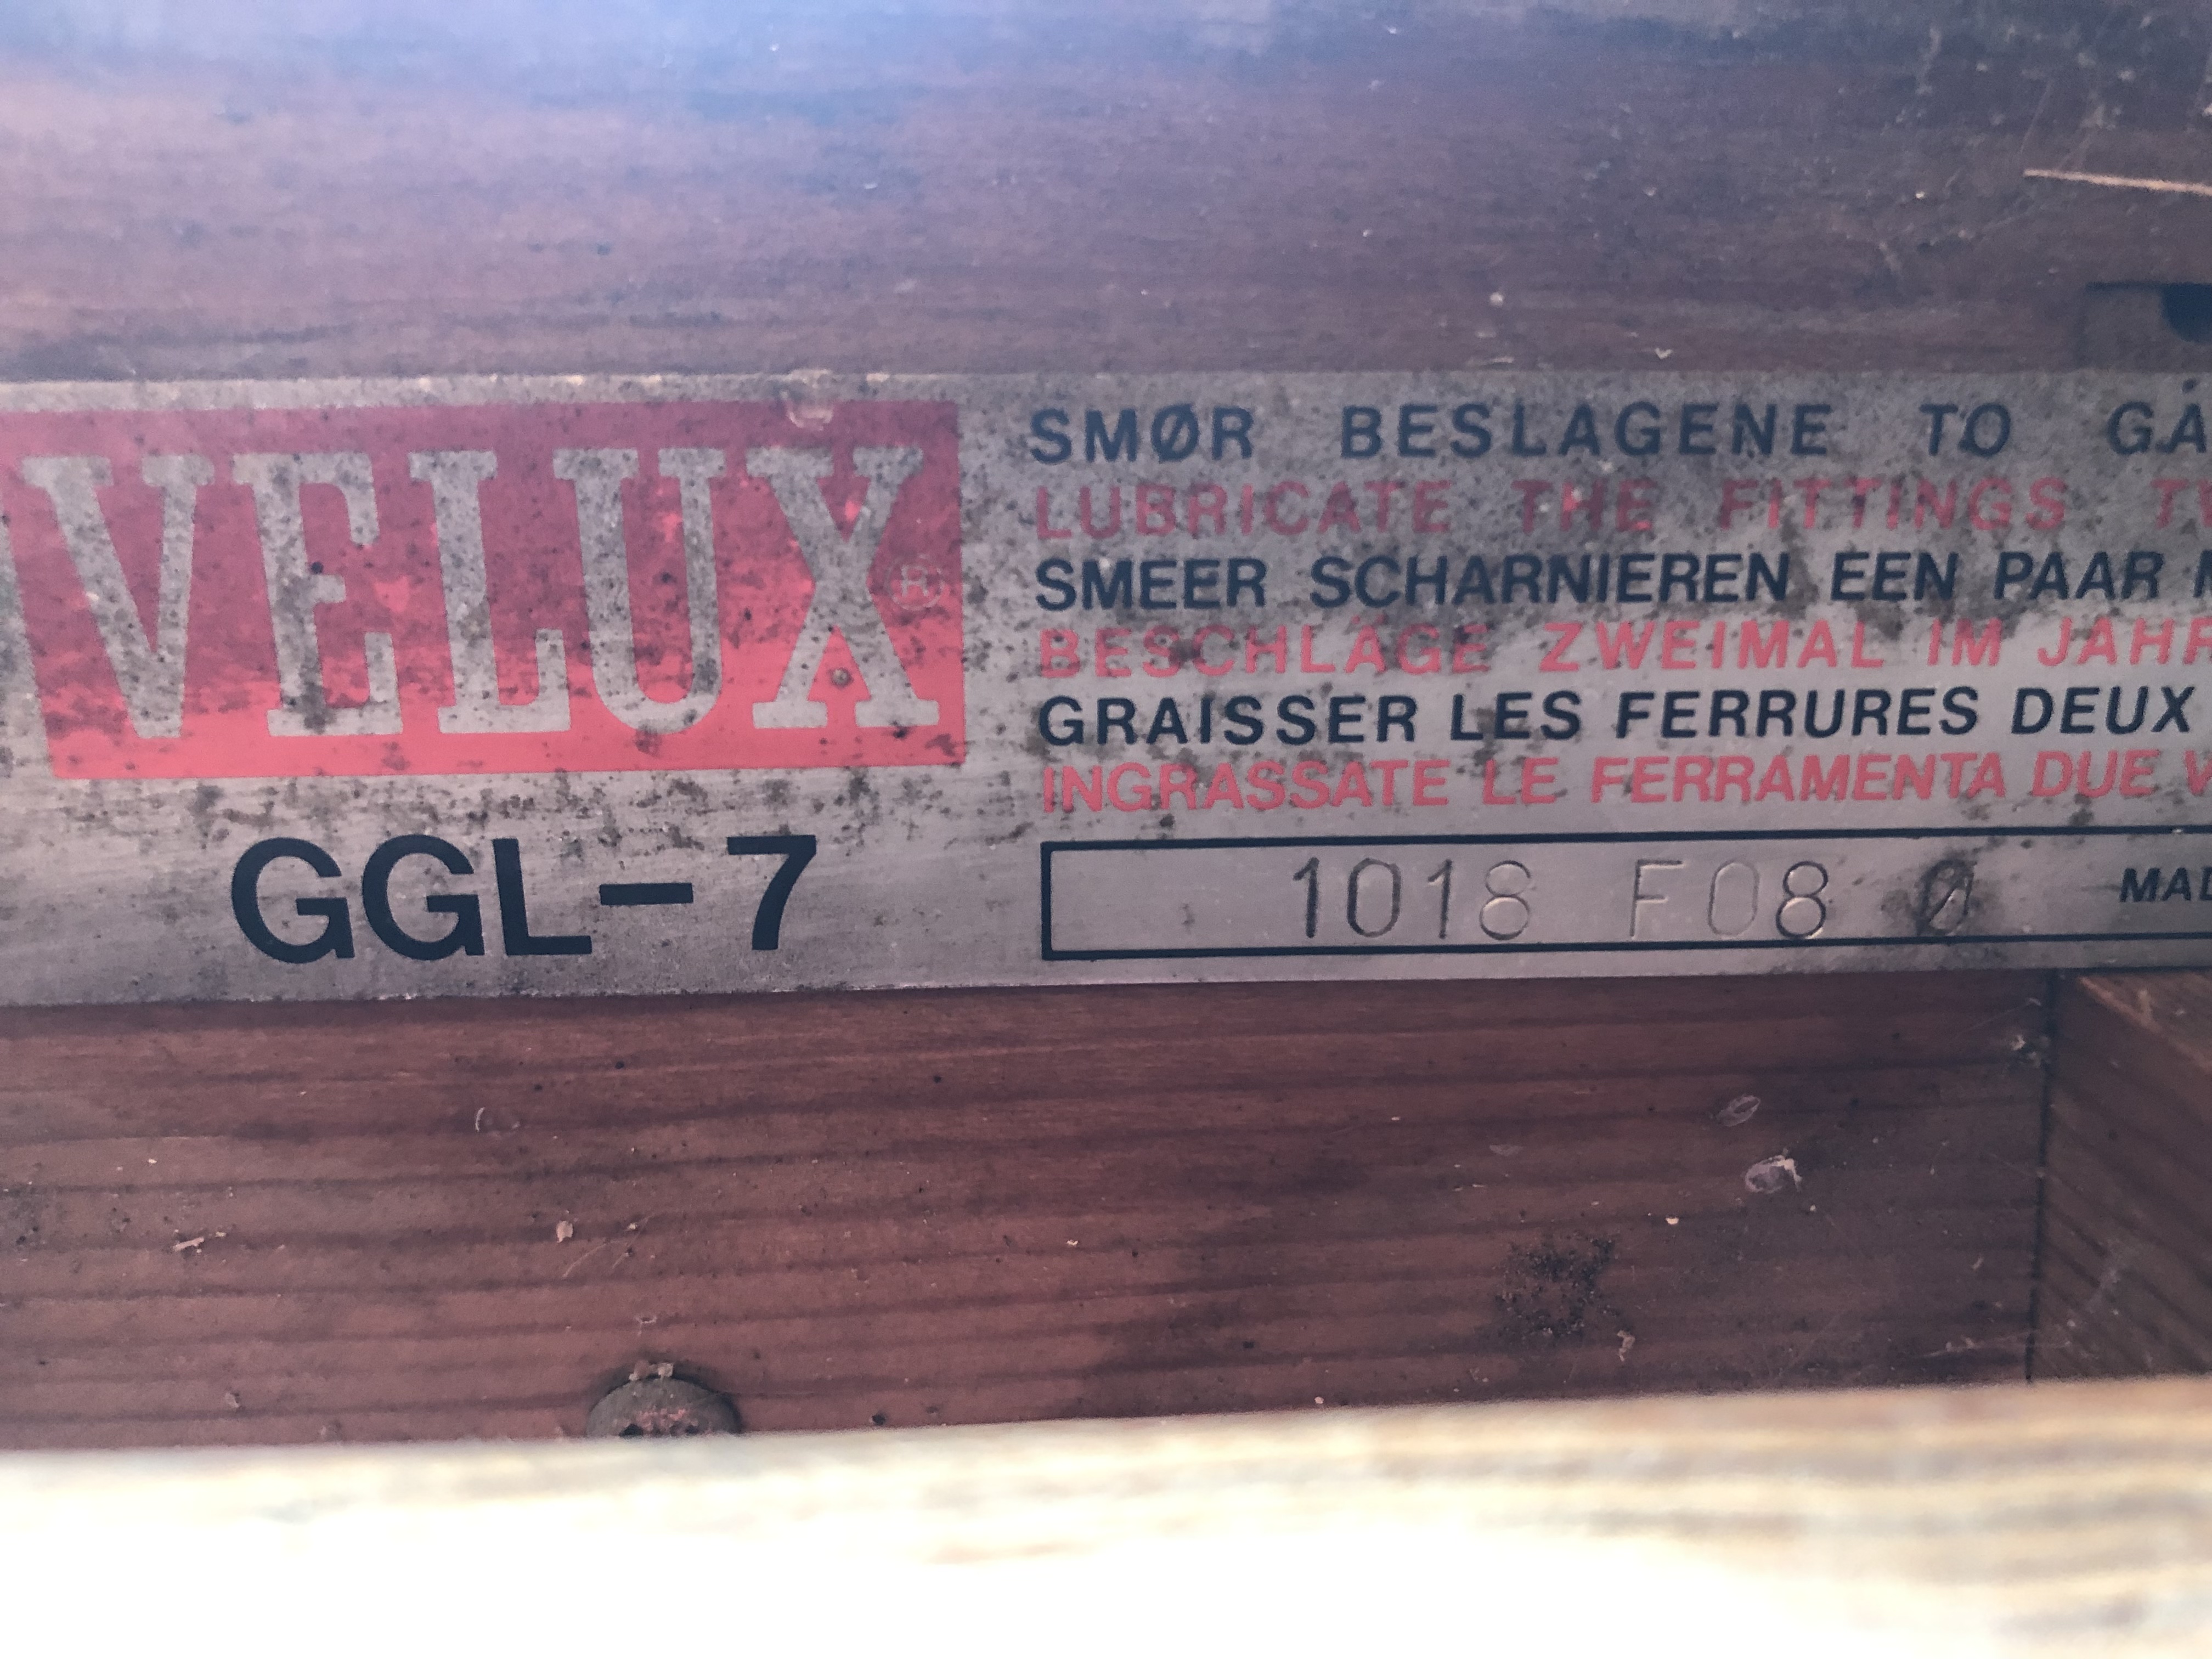 VELUX®
GGL-7
SMØR BESLAGENE TO
LUBRICATE THE FITTINGS
SMEER SCHARNIEREN EEN PAAR
BESCHLÄGE ZWEIMAL IM JAHR
GRAISSER LES FERRURES DEUX
INGRASSATE LE FERRAMENTA DUE
1018 F08 Ø